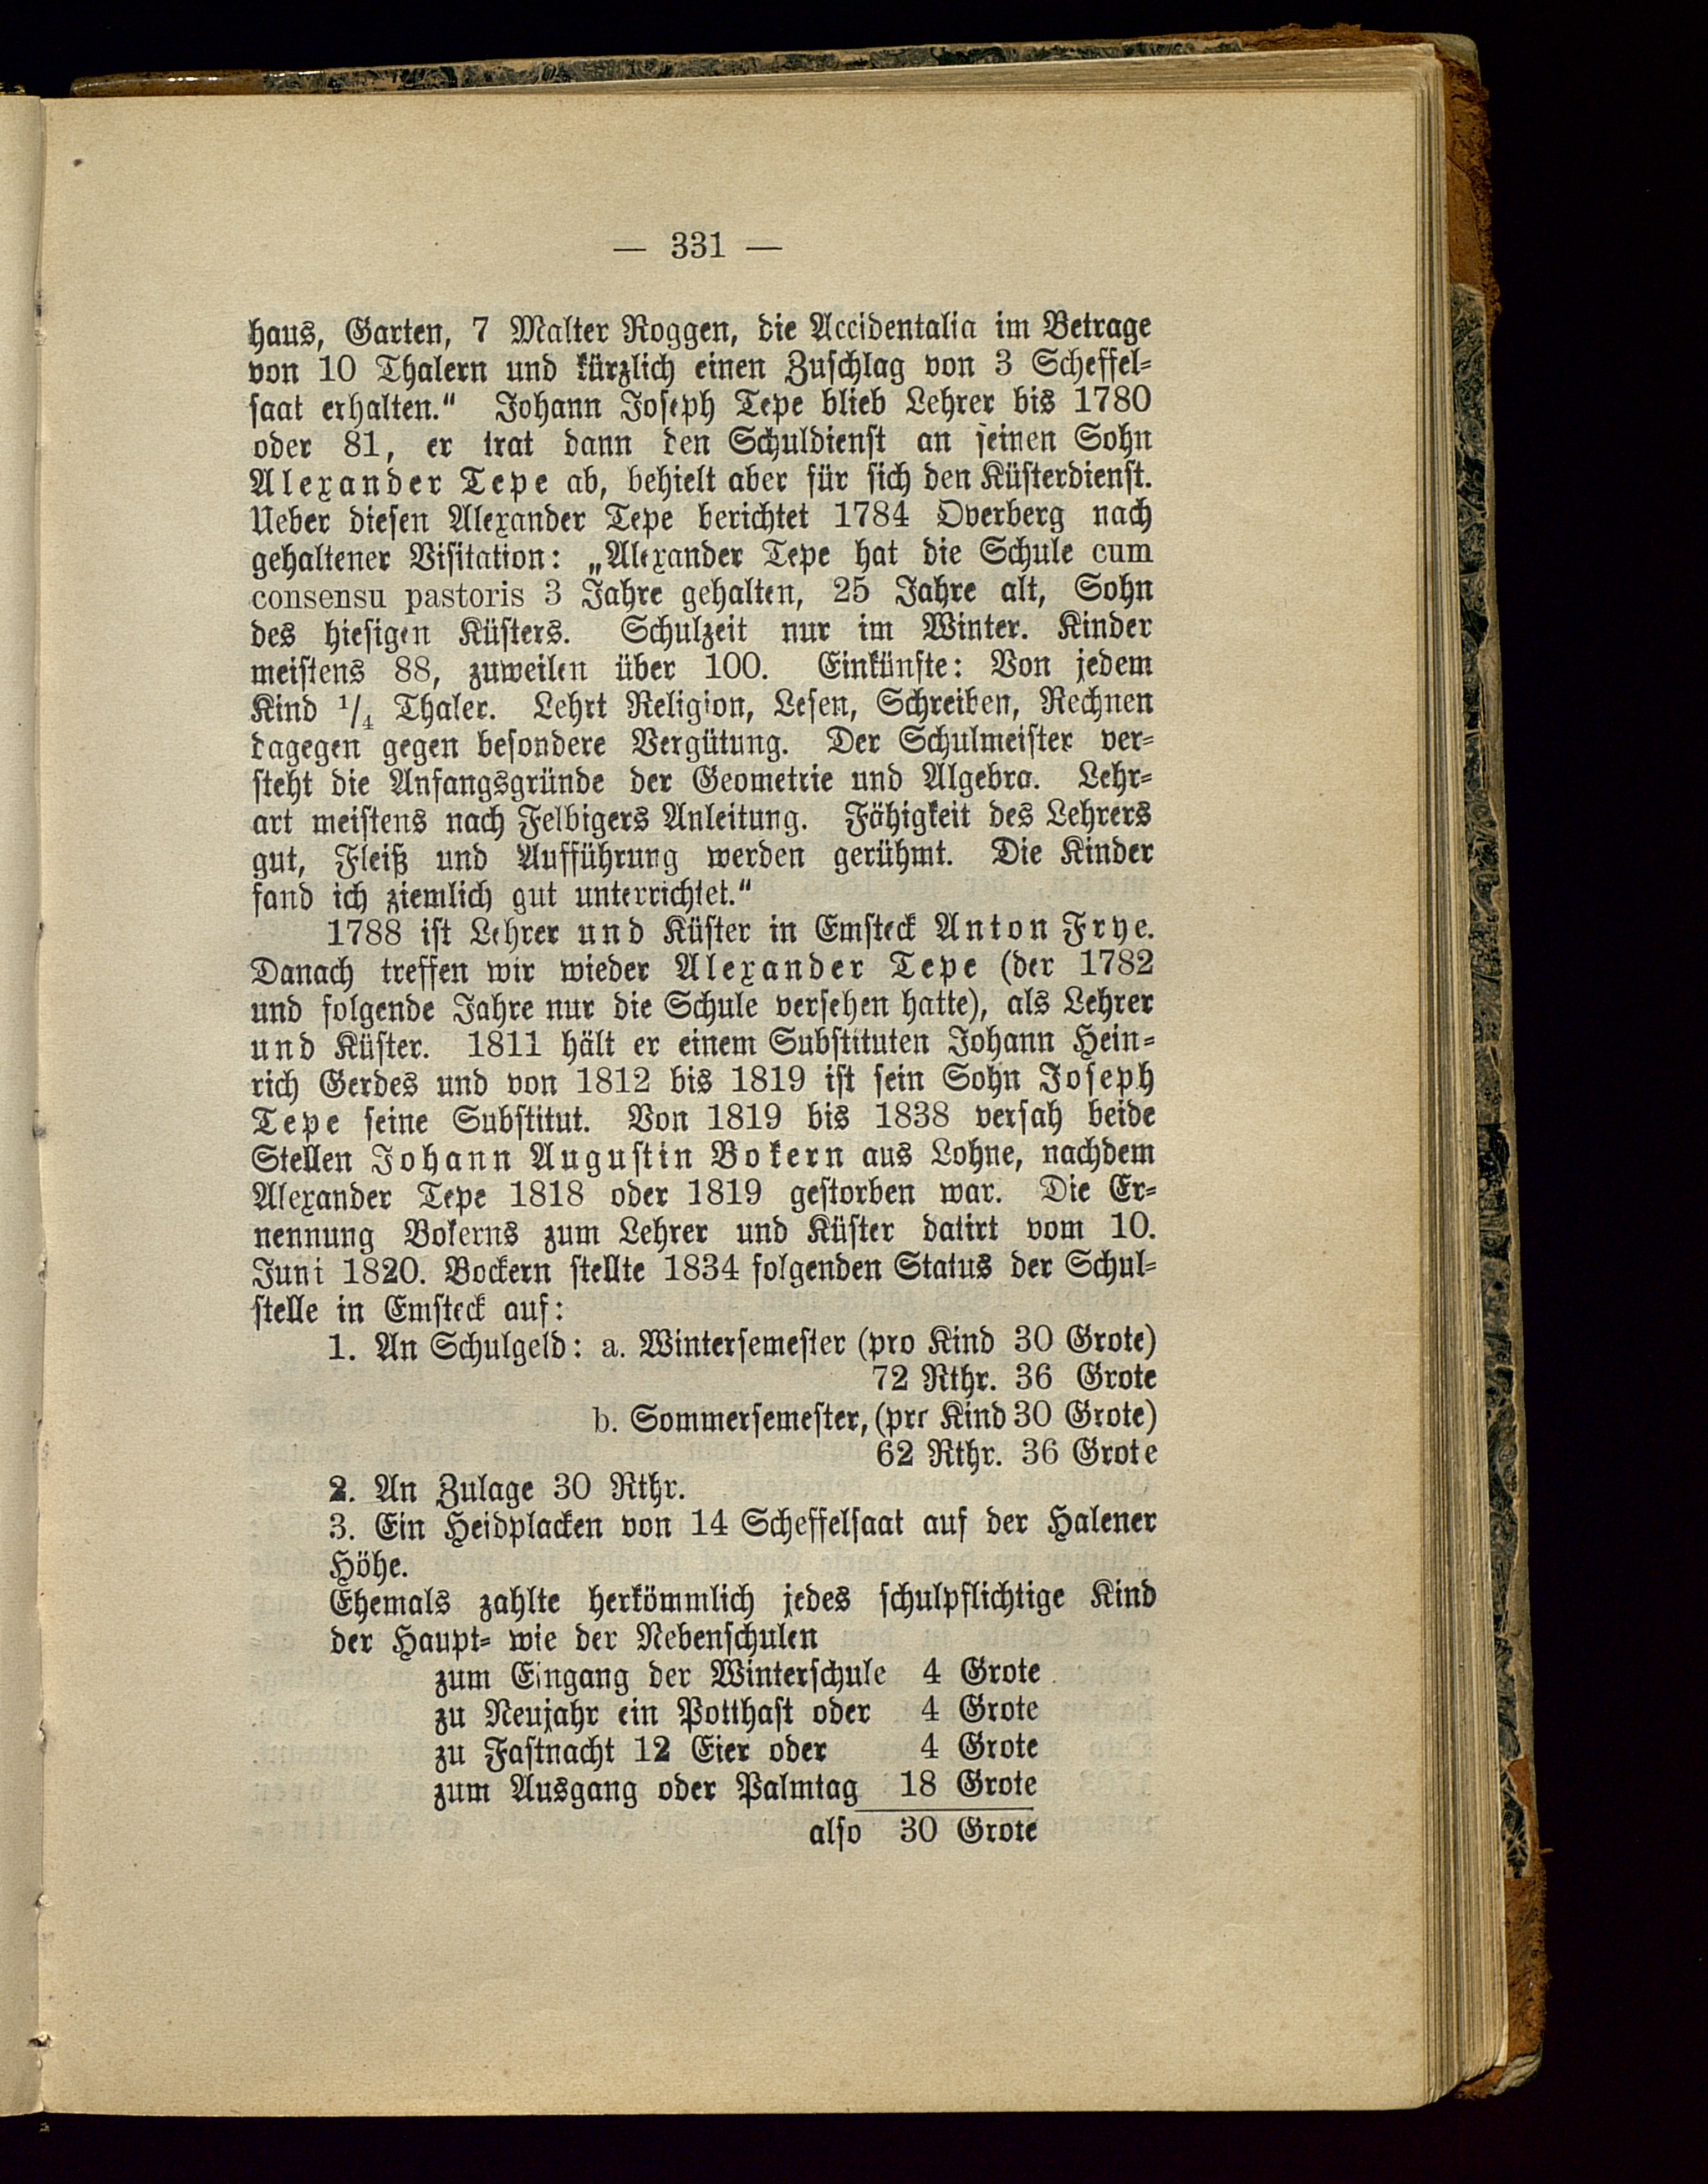 — 331 —
haus, Garten, 7 Malter Roggen, die Accidentalia im Betrage
von 10 Thalern und kürzlich einen Zuschlag von 3 Scheffel-
saat erhalten.“ Johann Joseph Tepe blieb Lehrer bis 1780
oder 81, er trat dann den Schuldienst an seinen Sohn
Alexander Tepe ab, behielt aber für sich den Küsterdienst.
Ueber diesen Alexander Tepe berichtet 1784 Overberg nach
gehaltener Visitation: „Alexander Tepe hat die Schule cum
consensu pastoris 3 Jahre gehalten, 25 Jahre alt, Sohn
des hiesigen Küsters. Schulzeit nur im Winter. Kinder
meistens 88, zuweilen über 100. Einkünfte: Von jedem
Kind 1/4 Thaler. Lehrt Religion, Lesen, Schreiben, Rechnen
dagegen gegen besondere Vergütung. Der Schulmeister ver-
steht die Anfangsgründe der Geometrie und Algebra. Lehr-
art meistens nach Felbigers Anleitung. Fähigkeit des Lehrers
gut, Fleiß und Aufführung werden gerühmt. Die Kinder
fand ich ziemlich gut unterrichtet.“
1788 ist Lehrer und Küster in Emsteck Anton Frye.
Danach treffen wir wieder Alexander Tepe (der 1782
und folgende Jahre nur die Schule versehen hatte), als Lehrer
und Küster. 1811 hält er einem Substituten Johann Hein-
rich Gerdes und von 1812 bis 1819 ist sein Sohn Joseph
Tepe seine Substitut. Von 1819 bis 1838 versah beide
Stellen Johann Augustin Bokern aus Lohne, nachdem
Alexander Tepe 1818 oder 1819 gestorben war. Die Er-
nennung Bokerns zum Lehrer und Küster datirt vom 10.
Juni 1820. Bockern stellte 1834 folgenden Status der Schul-
stelle in Emsteck auf:
1. An Schulgeld: a. Wintersemester (pro Kind 30 Grote)
72 Rthr. 36 Grote
b. Sommersemester, (pro Kind 30 Grote)
62 Rthr. 36 Grote
2. An Zulage 30 Rthr.
3. Ein Heidplacken von 14 Scheffelsaat auf der Halener
Höhe.
Ehemals zahlte herkömmlich jedes schulpflichtige Kind
der Haupt- wie der Nebenschulen
zum Eingang der Winterschule 4 Grote
zu Neujahr ein Potthast oder 4 Grote
zu Fastnacht 12 Eier oder 4 Grote
zum Ausgang oder Palmtag 18 Grote
also 30 Grote